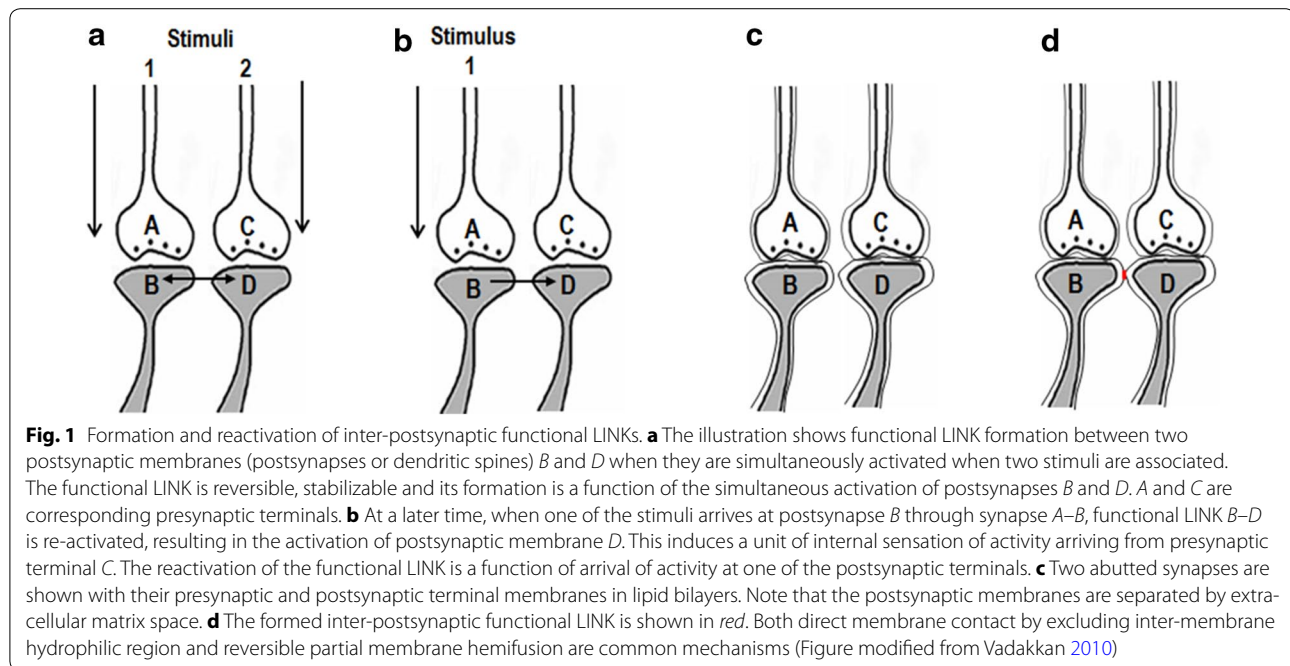 a Stimuli b Stimulus c d
1 2 1
A C A C A C A C
B D B D B D B D
Fig. 1 Formation and reactivation of inter-postsynaptic functional LINKs. a The illustration shows functional LINK formation between two
postsynaptic membranes (postsynapses or dendritic spines) B and D when they are simultaneously activated when two stimuli are associated.
The functional LINK is reversible, stabilizable and its formation is a function of the simultaneous activation of postsynapses B and D. A and C are
corresponding presynaptic terminals. b At a later time, when one of the stimuli arrives at postsynapse B through synapse A–B, functional LINK B–D
is re-activated, resulting in the activation of postsynaptic membrane D. This induces a unit of internal sensation of activity arriving from presynaptic
terminal C. The reactivation of the functional LINK is a function of arrival of activity at one of the postsynaptic terminals. c Two abutted synapses are
shown with their presynaptic and postsynaptic terminal membranes in lipid bilayers. Note that the postsynaptic membranes are separated by extra-
cellular matrix space. d The formed inter-postsynaptic functional LINK is shown in red. Both direct membrane contact by excluding inter-membrane
hydrophilic region and reversible partial membrane hemifusion are common mechanisms (Figure modified from Vadakkan 2010)